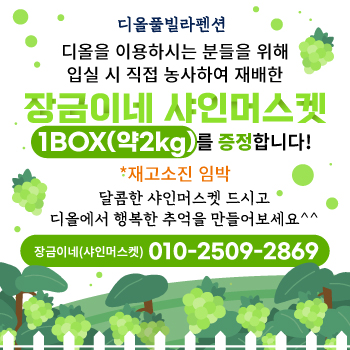 디올풀빌라펜션
디올을 이용하시는 분들을 위해
입실 시 직접 농사하여 재배한
장금이네 샤인머스켓
1BOX(약2kg)를 증정합니다!
*재고소진 임박
달콤한 샤인머스켓 드시고
디올에서 행복한 추억을 만들어보세요^^
장금이네(샤인머스켓) 010-2509-2869